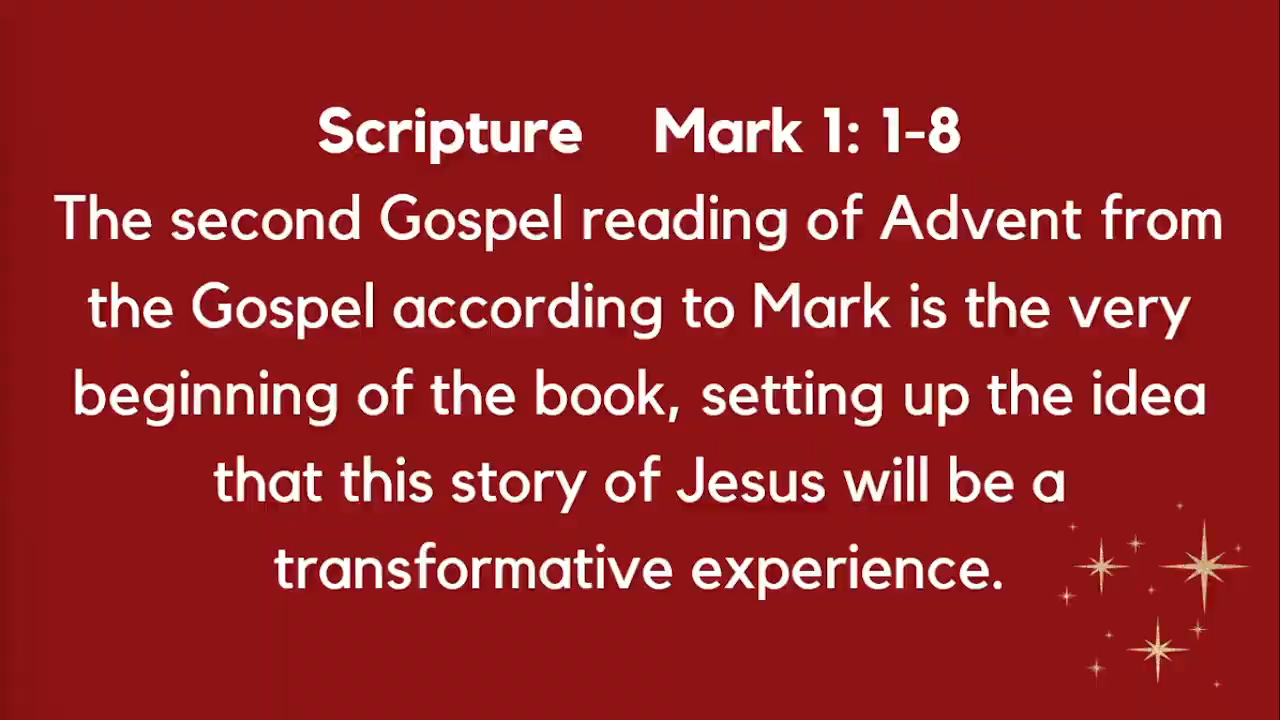 Scripture Mark 1: 1-8
The second Gospel reading of Advent from
the Gospel according to Mark is the very
beginning of the book, setting up the idea
that this story of Jesus will be a
transformative experience.